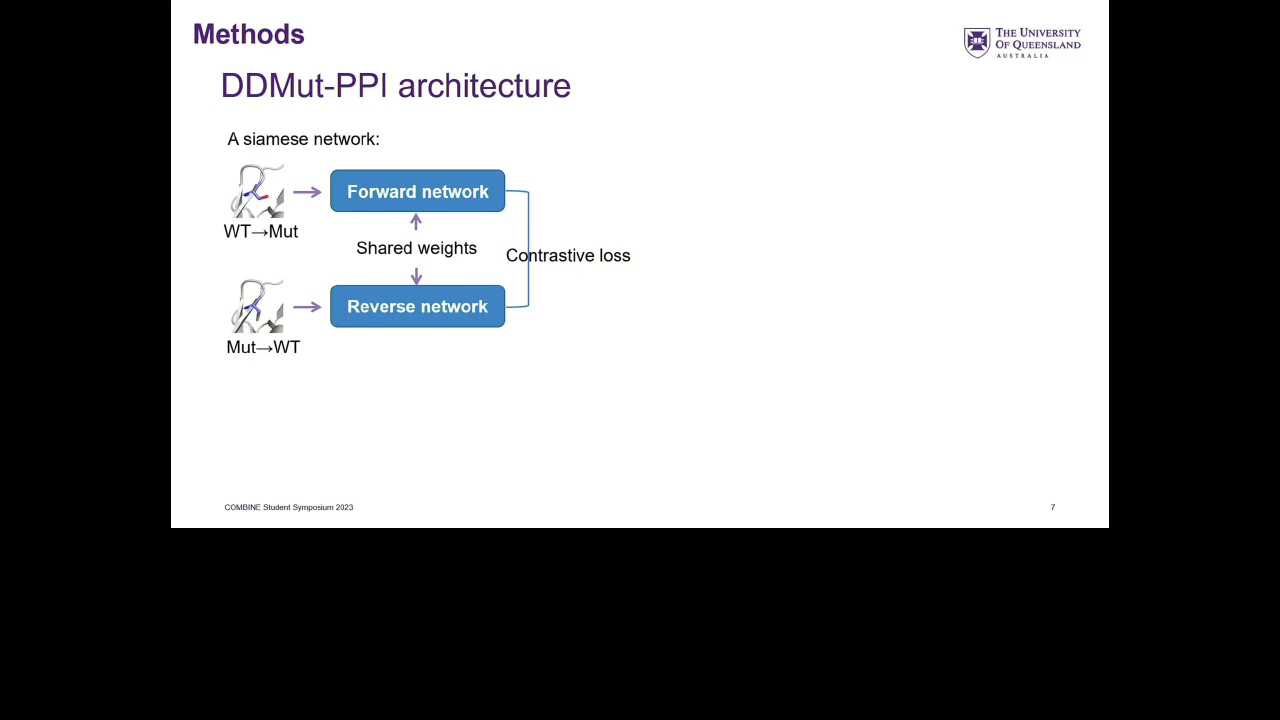 Methods
THE UNIVERSITY
OF QUEENSLAND
AUSTRALIA
DDMut-PPI architecture
A siamese network:
Forward network
WT→Mut
Shared weights
Contrastive loss
Reverse network
Mut→WT
COMBINE Student Symposium 2023
7